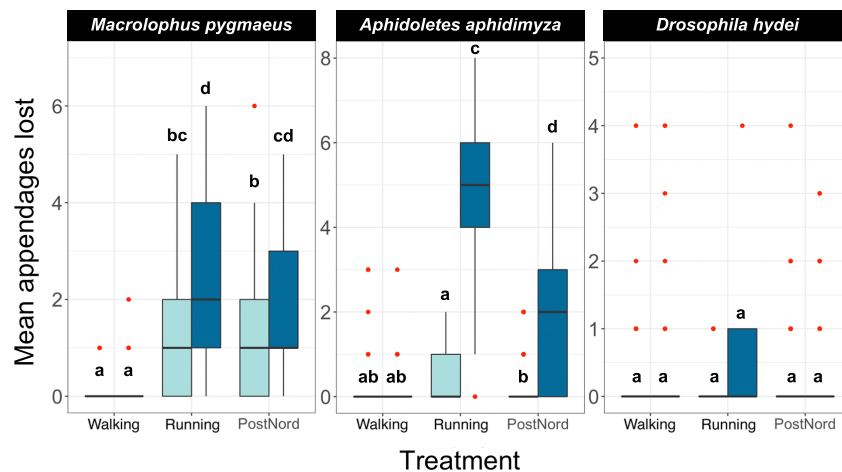 Macrolophus pygmaeus
Aphidoletes aphidimyza
Drosophila hydei
Mean appendages lost
6
4
2
0
a
a
bc
d
b
cd
Walking
Running
PostNord
8
6
4
2
0
ab
ab
a
c
b
d
Walking
Running
PostNord
5
4
3
2
1
0
a
a
a
a
a
a
Walking
Running
PostNord
Treatment